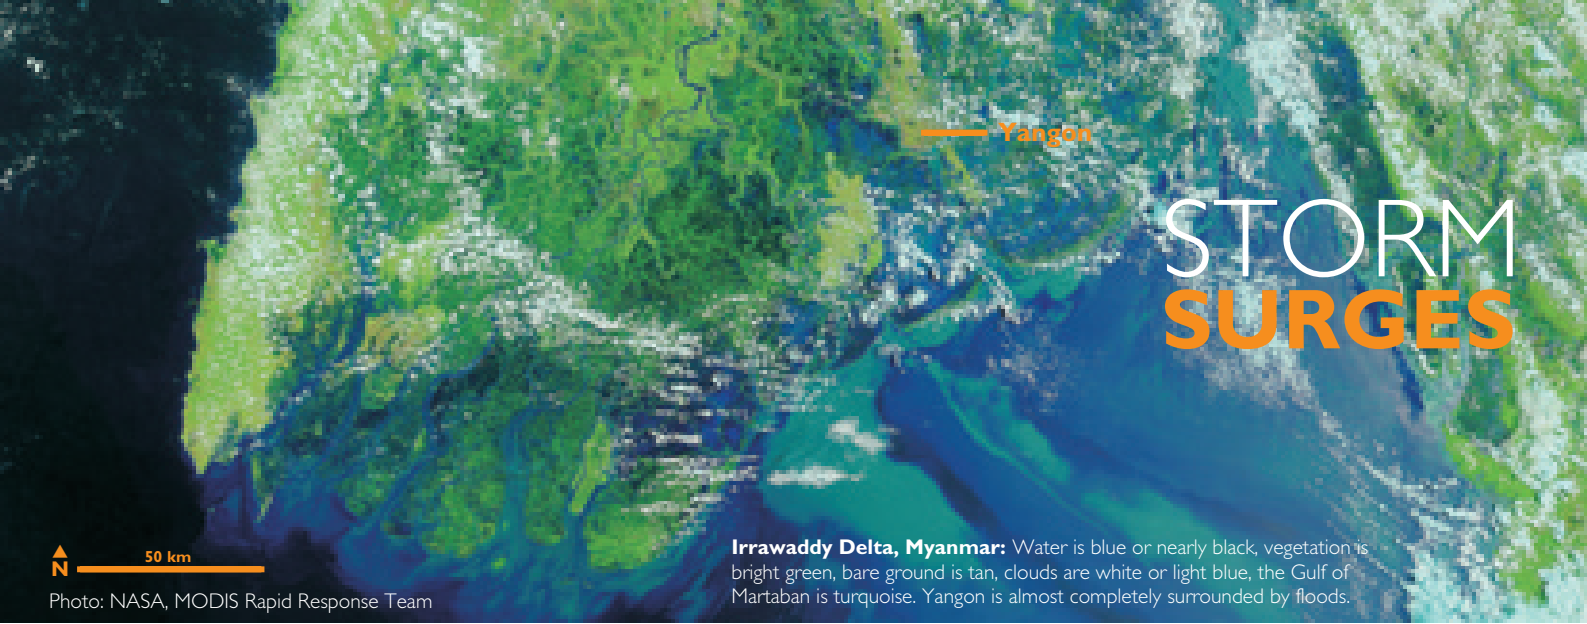 Yangon
STORM
SURGES
50 km
N
Photo: NASA, MODIS Rapid Response Team
Irrawaddy Delta, Myanmar: Water is blue or nearly black, vegetation is
bright green, bare ground is tan, clouds are white or light blue, the Gulf of
Martaban is turquoise. Yangon is almost completely surrounded by floods.